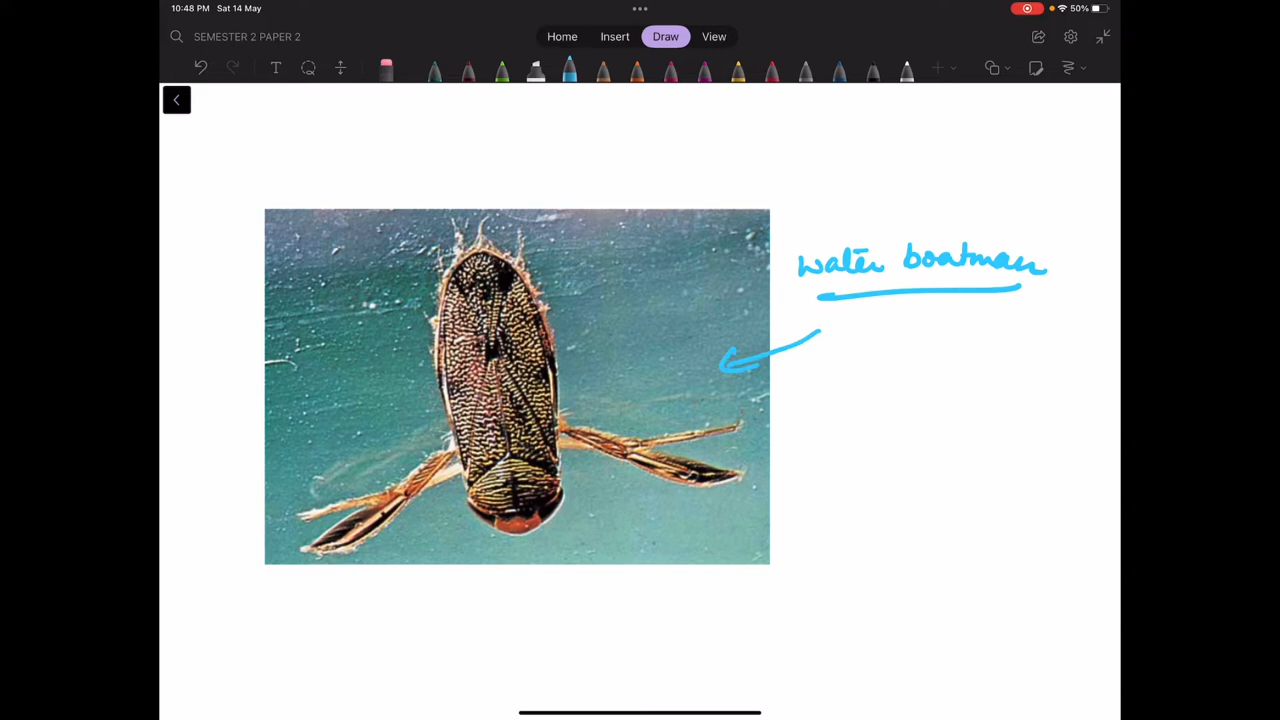 10:48 PM Sat 14 May 50%
SEMESTER 2 PAPER 2 Home Insert Draw View
water boatman